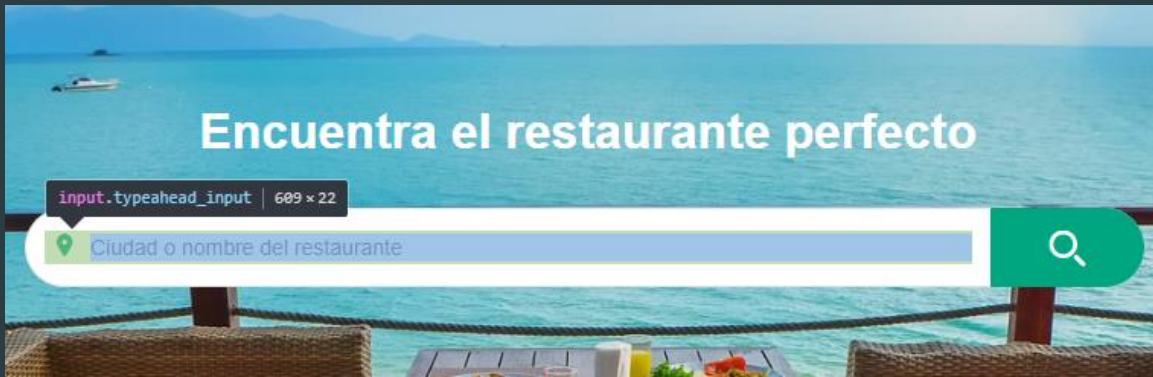 Encuentra el restaurante perfecto
input.typeahead_input | 609 × 22
Ciudad o nombre del restaurante